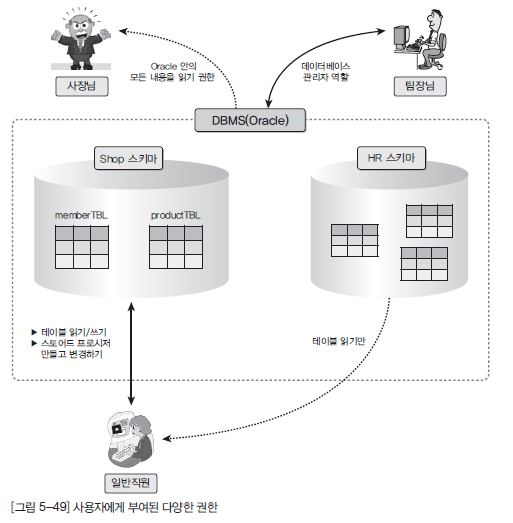 사장님
Oracle 안의
모든 내용을 읽기 권한
데이터베이스
관리자 역할
팀장님
DBMS(Oracle)
Shop 스키마
HR 스키마
memberTBL
productTBL
▶ 테이블 읽기/쓰기
▶ 스토어드 프로시저
만들고 변경하기
테이블 읽기만
일반직원
[그림 5-49] 사용자에게 부여된 다양한 권한